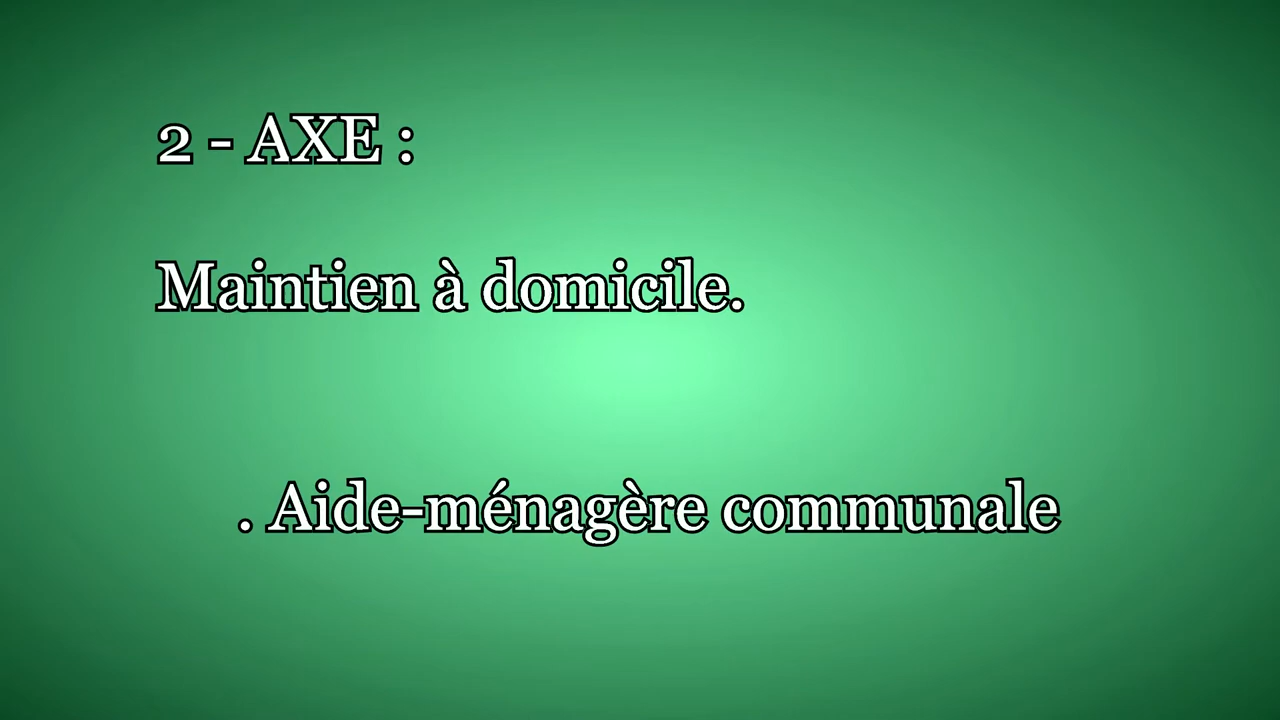 2 - AXE :
Maintien à domicile.
. Aide-ménagère communale